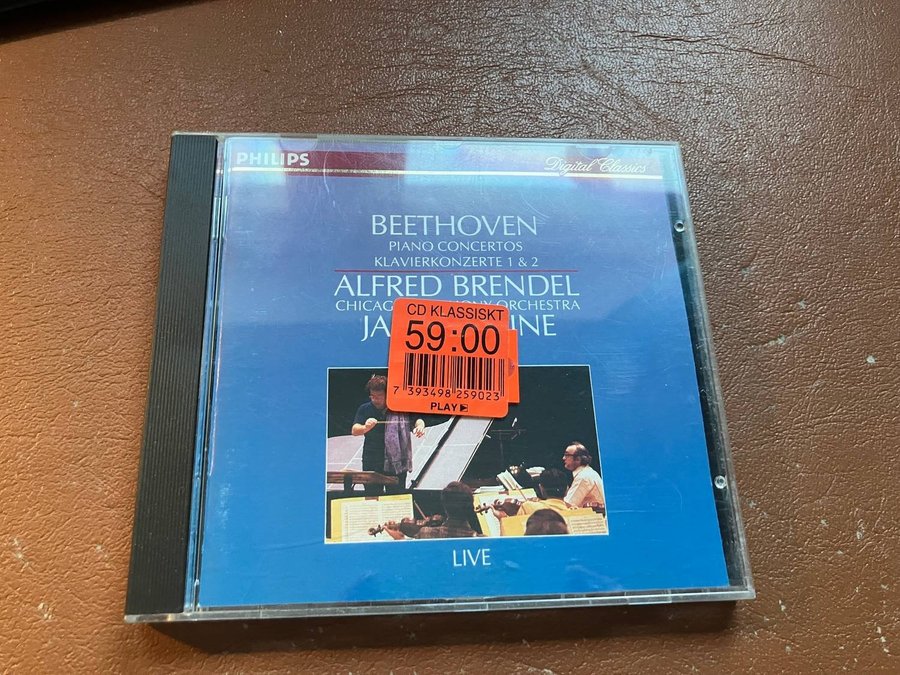 PHILIPS
Digital Classics
BEETHOVEN
PIANO CONCERTOS
KLAVIERKONZERTE 1 & 2
ALFRED BRENDEL
ORCHESTRA
CD KLASSISKT
59:00
7 393498 259023
PLAY
LIVE